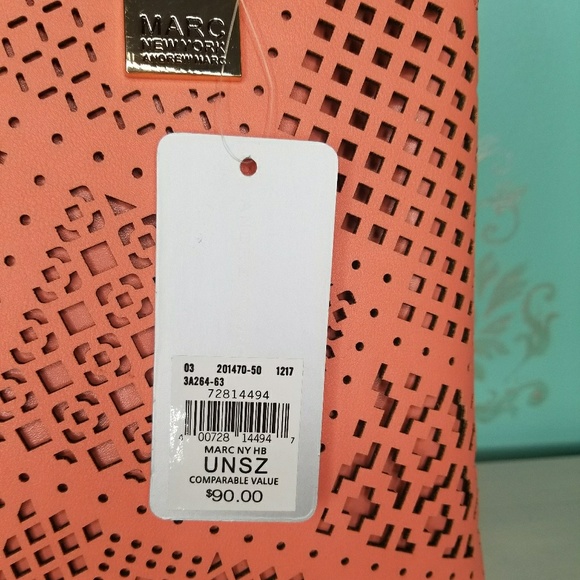 MARC
NEW YORK
ANDREW MARC
03 201470-50 1217
3A264-63
72814494
4 00728 14494 7
MARC NY HB
UNSZ
COMPARABLE VALUE
$90.00